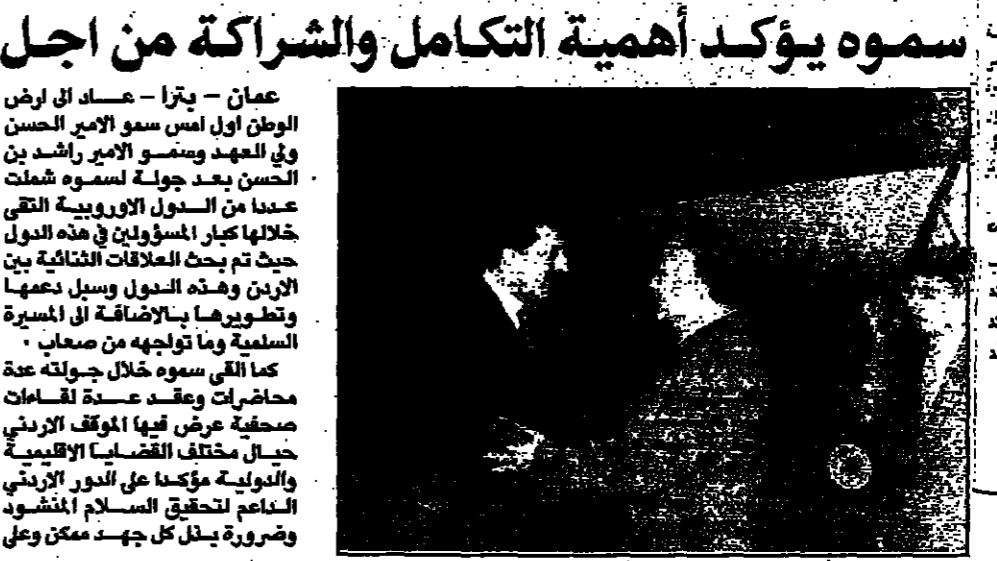 سموه يؤكد أهمية التكامل والشراكة من اجل
عمان - بترا - عاد الى ارض
الوطن اول امس سمو الامير الحسن
ولي العهد وسمو الامير راشد بن
الحسن بعد جولة لسموه شملت
عددا من الدول الاوروبية التقى
خلالها كبار المسؤولين في هذه الدول
حيث تم بحث العلاقات الثنائية بين
الاردن وهذه الدول وسبل دعمها
وتطويرها بالاضافة الى المسيرة
السلمية وما تواجهه من صعاب .
كما القى سموه خلال جولته عدة
محاضرات وعقد عدة لقاءات
صحفية عرض فيها الموقف الاردني
حيال مختلف القضايا الاقليمية
والدولية مؤكدا على الدور الاردني
الداعم لتحقيق السلام المنشود
وضرورة بذل كل جهد ممكن وعلى